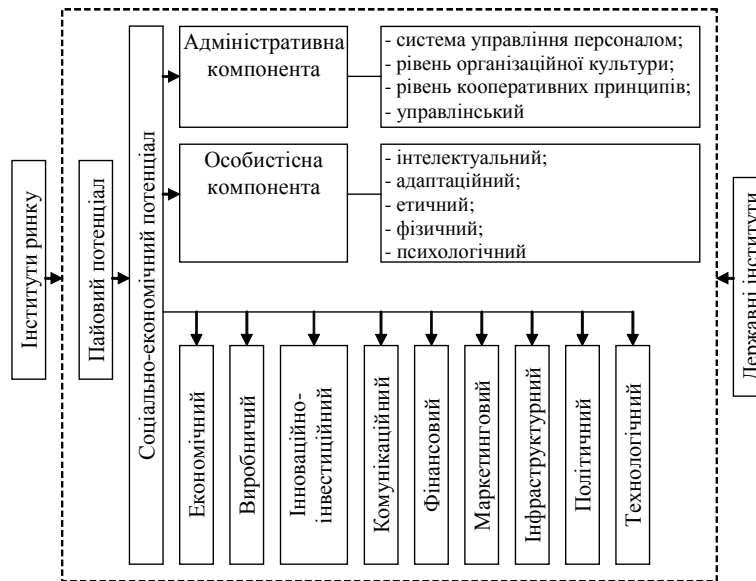 Інститути ринку
Пайовий потенціал
Соціально-економічний потенціал
Адміністративна
компонента
- система управління персоналом;
- рівень організаційної культури;
- рівень кооперативних принципів;
- управлінський
Особистісна
компонента
- інтелектуальний;
- адаптаційний;
- етичний;
- фізичний;
- психологічний
Економічний
Виробничий
Інноваційно-
інвестиційний
Комунікаційний
Фінансовий
Маркетинговий
Інфраструктурний
Політичний
Технологічний
Державні інститути